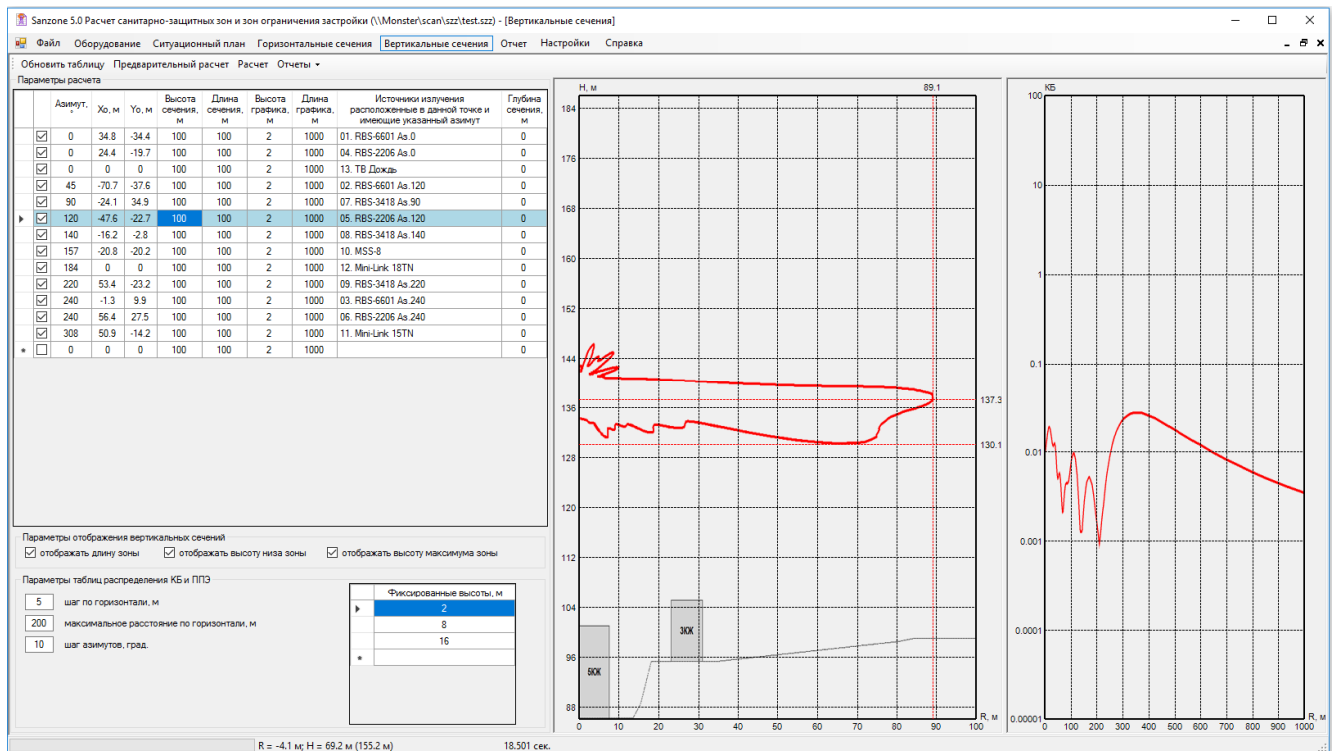 Sanzone 5.0 Расчет санитарно-защитных зон и зон ограничения застройки (\\Monster\scan\szz\test.szz) - [Вертикальные сечения]
Файл Оборудование Ситуационный план Горизонтальные сечения Вертикальные сечения Отчет Настройки Справка
Обновить таблицу Предварительный расчет Расчет Отчеты
Параметры расчета
Азимут, ° Xo, м Yo, м Высота сечения, м Длина сечения, м Высота графика, м Длина графика, м Источники излучения расположенные в данной точке и имеющие указанный азимут Глубина сечения, м
0 34.8 -34.4 100 100 2 1000 01. RBS-6601 Аз.0 0
0 24.4 -19.7 100 100 2 1000 04. RBS-2206 Аз.0 0
0 0 0 100 100 2 1000 13. ТВ Дождь 0
45 -70.7 -37.6 100 100 2 1000 02. RBS-6601 Аз.120 0
90 -24.1 34.9 100 100 2 1000 07. RBS-3418 Аз.90 0
120 -47.6 -22.7 100 100 2 1000 05. RBS-2206 Аз.120 0
140 -16.2 -2.8 100 100 2 1000 08. RBS-3418 Аз.140 0
157 -20.8 -20.2 100 100 2 1000 10. MSS-8 0
184 0 0 100 100 2 1000 12. Mini-Link 18TN 0
220 53.4 -23.2 100 100 2 1000 09. RBS-3418 Аз.220 0
240 -1.3 9.9 100 100 2 1000 03. RBS-6601 Аз.240 0
240 56.4 27.5 100 100 2 1000 06. RBS-2206 Аз.240 0
308 50.9 -14.2 100 100 2 1000 11. Mini-Link 15TN 0
* 0 0 0 100 100 2 1000 0
Параметры отображения вертикальных сечений
отображать длину зоны отображать высоту низа зоны отображать высоту максимума зоны
Параметры таблиц распределения КБ и ППЭ
5 шаг по горизонтали, м
200 максимальное расстояние по горизонтали, м
10 шаг азимутов, град.
Фиксированные высоты, м
2
8
16
*
H, м
89.1
184
176
168
160
152
144
136
128
120
112
104
96
88
137.3
130.1
5КЖ
3КЖ
0 10 20 30 40 50 60 70 80 90 100
R, м
КБ
100
10
1
0.1
0.01
0.001
0.0001
0.00001
0 100 200 300 400 500 600 700 800 900 1000
R, м
R = -4.1 м; H = 69.2 м (155.2 м) 18.501 сек.